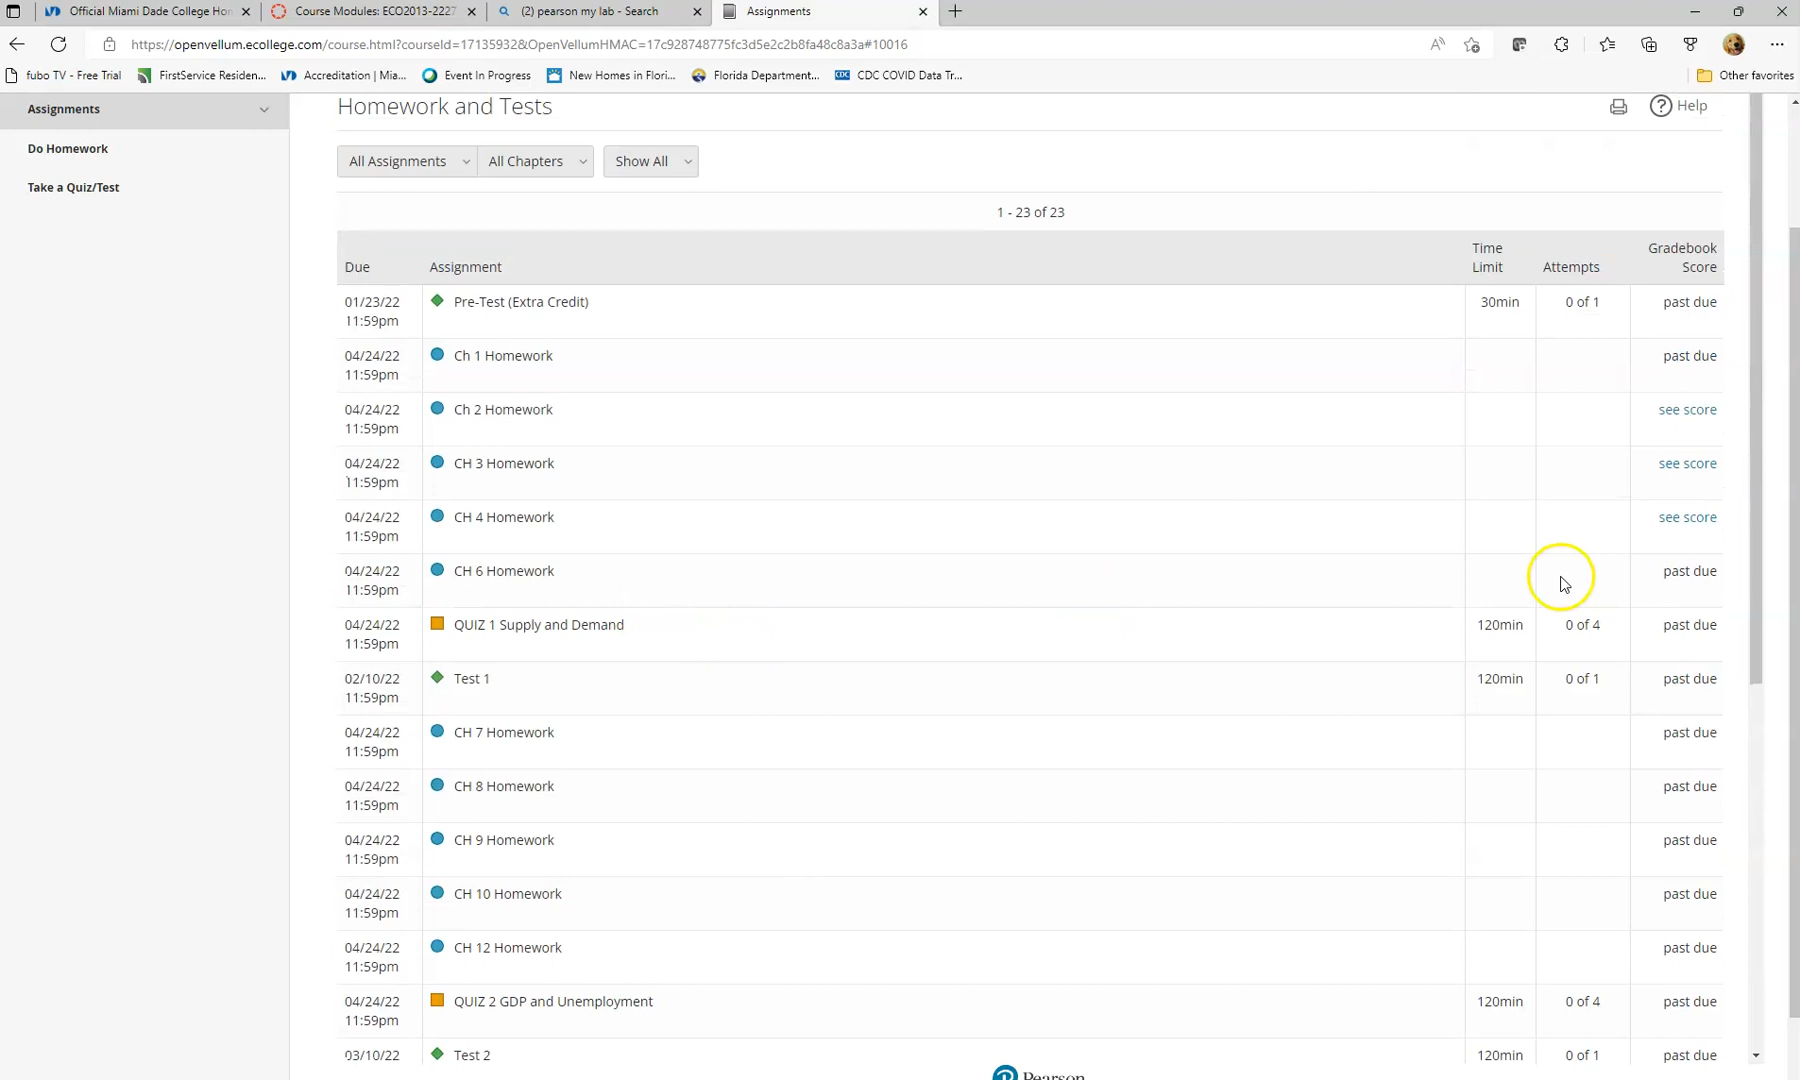 Official Miami Dade College Hon
Course Modules: ECO2013-2227
(2) pearson my lab - Search
Assignments
https://openvellum.ecollege.com/course.html?courseId=17135932&OpenVellumHMAC=17c928748775fc3d5e2c2b8fa48c8a3a#10016
fubo TV - Free Trial
FirstService Residen...
Accreditation | Mia...
Event In Progress
New Homes in Flori...
Florida Department...
CDC COVID Data Tr...
Other favorites
Assignments
Do Homework
Take a Quiz/Test
Homework and Tests
Help
All Assignments All Chapters Show All
1 - 23 of 23
Due Assignment Time Limit Attempts Gradebook Score
01/23/22 Pre-Test (Extra Credit) 30min 0 of 1 past due
11:59pm
04/24/22 Ch 1 Homework past due
11:59pm
04/24/22 Ch 2 Homework see score
11:59pm
04/24/22 CH 3 Homework see score
11:59pm
04/24/22 CH 4 Homework see score
11:59pm
04/24/22 CH 6 Homework past due
11:59pm
04/24/22 QUIZ 1 Supply and Demand 120min 0 of 4 past due
11:59pm
02/10/22 Test 1 120min 0 of 1 past due
11:59pm
04/24/22 CH 7 Homework past due
11:59pm
04/24/22 CH 8 Homework past due
11:59pm
04/24/22 CH 9 Homework past due
11:59pm
04/24/22 CH 10 Homework past due
11:59pm
04/24/22 CH 12 Homework past due
11:59pm
04/24/22 QUIZ 2 GDP and Unemployment 120min 0 of 4 past due
11:59pm
03/10/22 Test 2 120min 0 of 1 past due
Pearson